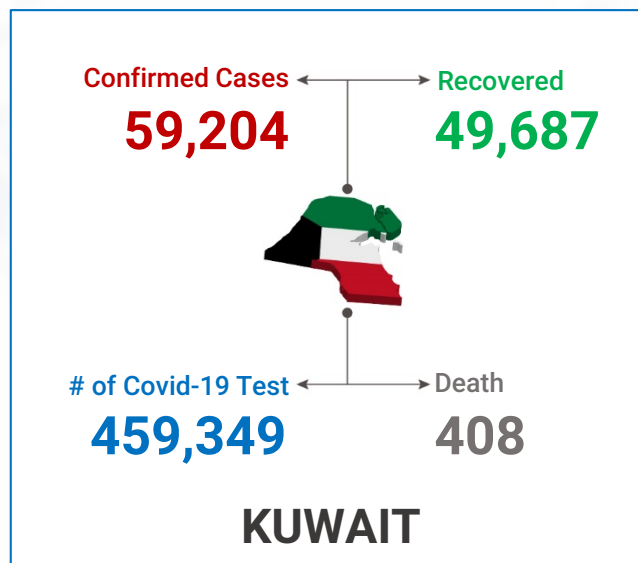 Confirmed Cases
59,204
Recovered
49,687
# of Covid-19 Test
459,349
Death
408
KUWAIT